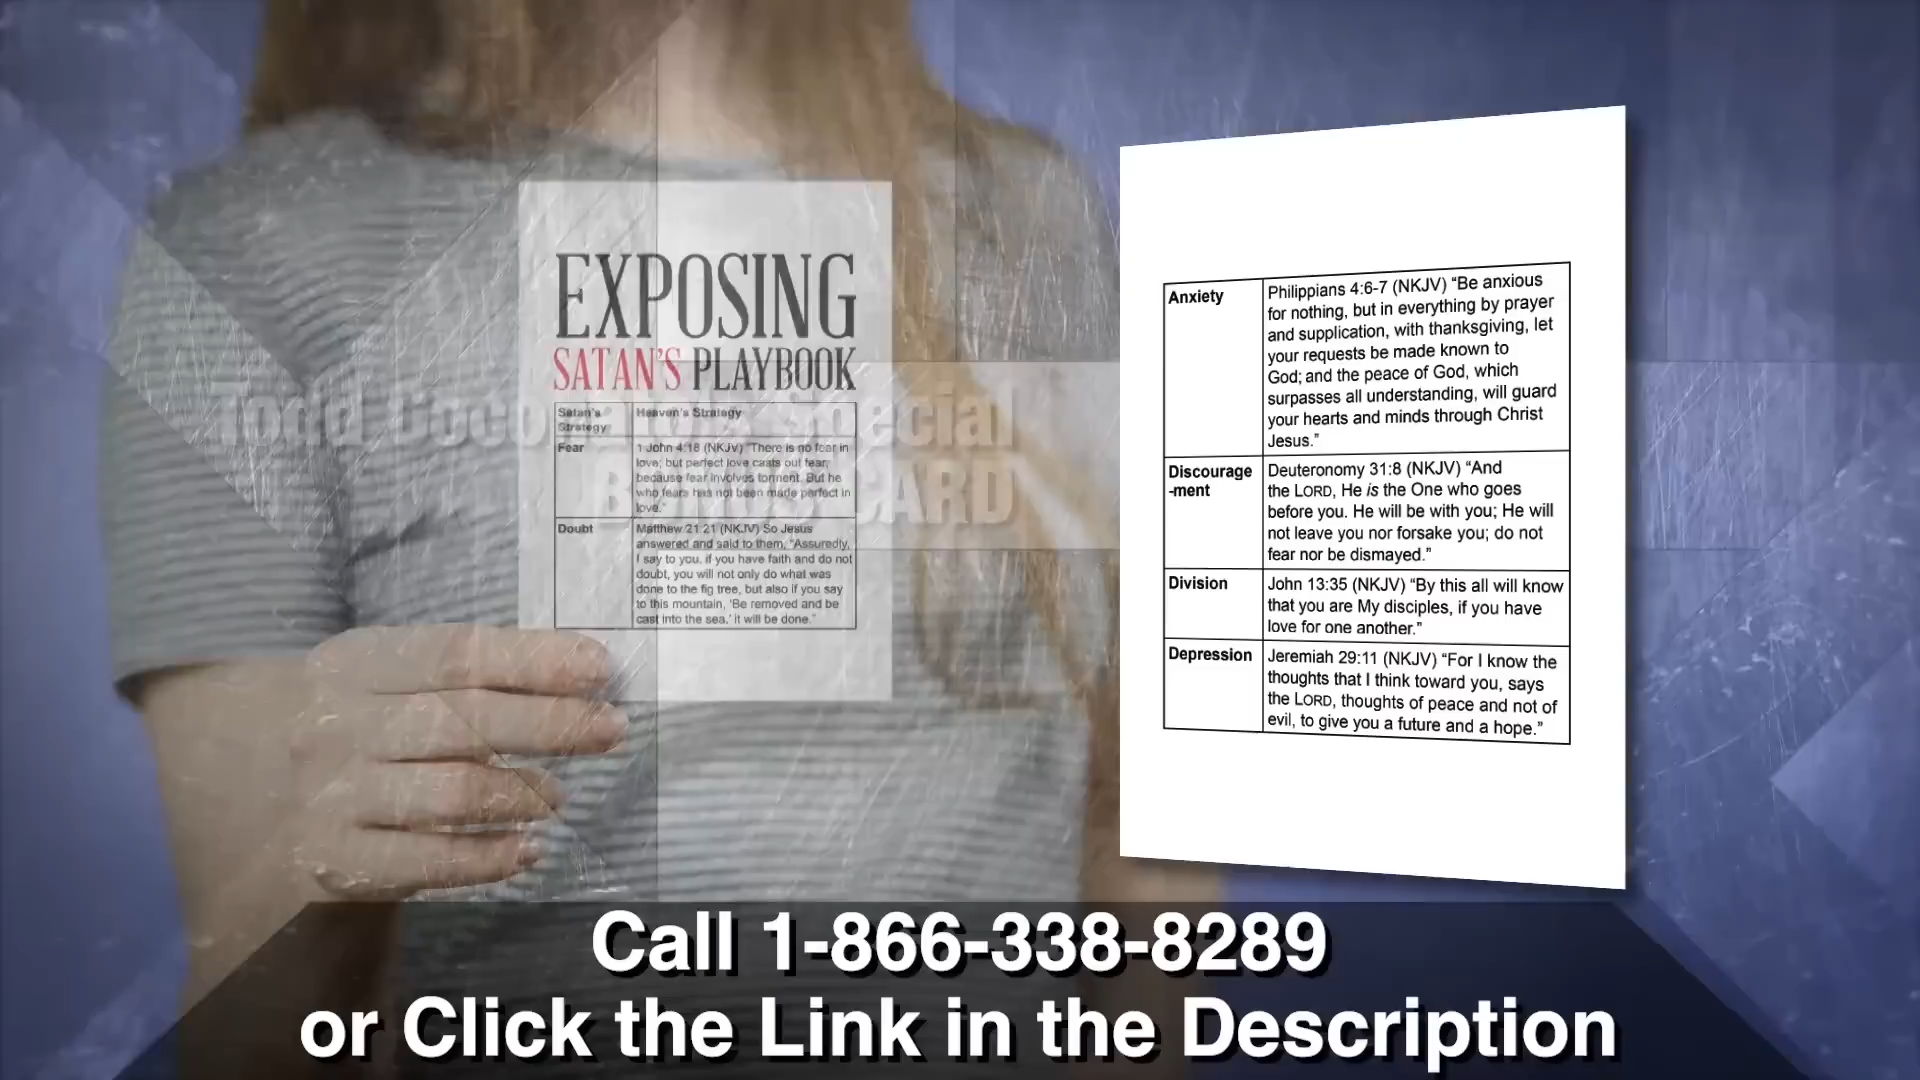 EXPOSING
SATAN'S PLAYBOOK
Satan's Heaven's Strategy
Strategy
Fear 1 John 4:18 (NKJV) "There is no fear in
love; but perfect love casts out fear,
because fear involves torment. But he
who fears has not been made perfect in
love."
Doubt Matthew 21:21 (NKJV) So Jesus
answered and said to them, "Assuredly,
I say to you, if you have faith and do not
doubt, you will not only do what was
done to the fig tree, but also if you say
to this mountain, 'Be removed and be
cast into the sea,' it will be done."
Todd Special
BONUS CARD
Anxiety Philippians 4:6-7 (NKJV) “Be anxious
for nothing, but in everything by prayer
and supplication, with thanksgiving, let
your requests be made known to
God; and the peace of God, which
surpasses all understanding, will guard
your hearts and minds through Christ
Jesus.”
Discourage Deuteronomy 31:8 (NKJV) “And
-ment the LORD, He is the One who goes
before you. He will be with you; He will
not leave you nor forsake you; do not
fear nor be dismayed.”
Division John 13:35 (NKJV) “By this all will know
that you are My disciples, if you have
love for one another.”
Depression Jeremiah 29:11 (NKJV) “For I know the
thoughts that I think toward you, says
the LORD, thoughts of peace and not of
evil, to give you a future and a hope.”
Call 1-866-338-8289
or Click the Link in the Description